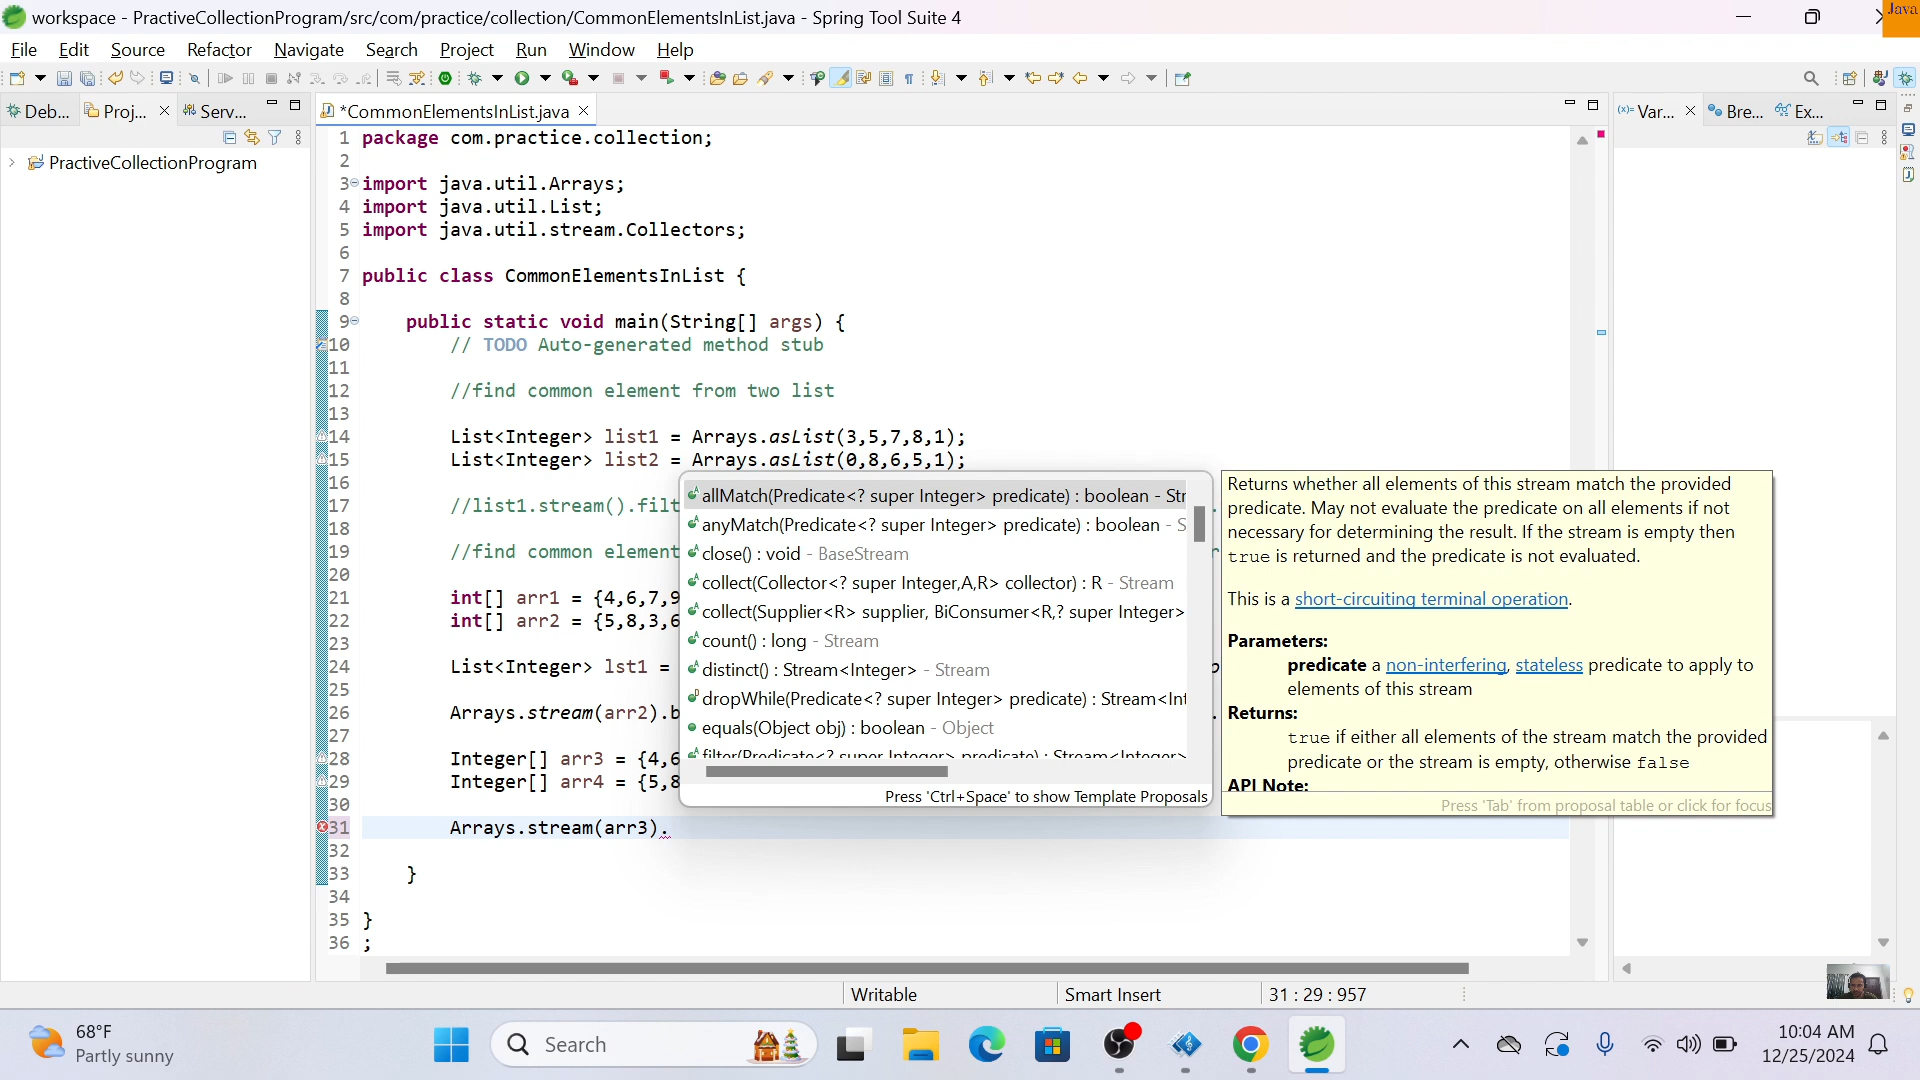 workspace - PractiveCollectionProgram/src/com/practice/collection/CommonElementsInList.java - Spring Tool Suite 4
Java
File Edit Source Refactor Navigate Search Project Run Window Help
Deb... Proj... Serv...
*CommonElementsInList.java
(x)= Var... Bre... Ex...
PractiveCollectionProgram
1 package com.practice.collection;
2
3 import java.util.Arrays;
4 import java.util.List;
5 import java.util.stream.Collectors;
6
7 public class CommonElementsInList {
8
9 public static void main(String[] args) {
10 // TODO Auto-generated method stub
11
12 //find common element from two list
13
14 List<Integer> list1 = Arrays.asList(3,5,7,8,1);
15 List<Integer> list2 = Arrays.asList(0,8,6,5,1);
16
17 //list1.stream().filt
18
19 //find common element
20
21 int[] arr1 = {4,6,7,9
22 int[] arr2 = {5,8,3,6
23
24 List<Integer> lst1 =
25
26 Arrays.stream(arr2).b
27
28 Integer[] arr3 = {4,6
29 Integer[] arr4 = {5,8
30
31 Arrays.stream(arr3).
32
33 }
34
35 }
36 ;
allMatch(Predicate<? super Integer> predicate) : boolean - Str
anyMatch(Predicate<? super Integer> predicate) : boolean - S
close() : void - BaseStream
collect(Collector<? super Integer,A,R> collector) : R - Stream
collect(Supplier<R> supplier, BiConsumer<R,? super Integer>
count() : long - Stream
distinct() : Stream<Integer> - Stream
dropWhile(Predicate<? super Integer> predicate) : Stream<Int
equals(Object obj) : boolean - Object
filter(Predicate<? super Integer> predicate) : Stream<Integer>
Press 'Ctrl+Space' to show Template Proposals
Returns whether all elements of this stream match the provided
predicate. May not evaluate the predicate on all elements if not
necessary for determining the result. If the stream is empty then
true is returned and the predicate is not evaluated.
This is a short-circuiting terminal operation.
Parameters:
predicate a non-interfering, stateless predicate to apply to
elements of this stream
Returns:
true if either all elements of the stream match the provided
predicate or the stream is empty, otherwise false
API Note:
Press 'Tab' from proposal table or click for focus
Writable Smart Insert 31 : 29 : 957
68°F
Partly sunny
Search
10:04 AM
12/25/2024